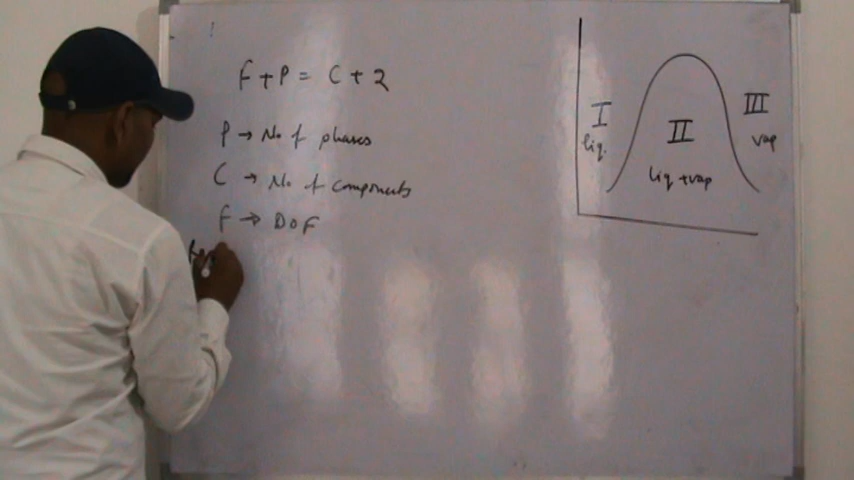 F + P = C + 2
P → No of phases
C → No of components
F → DOF
I
liq.
II
liq + vap
III
vap